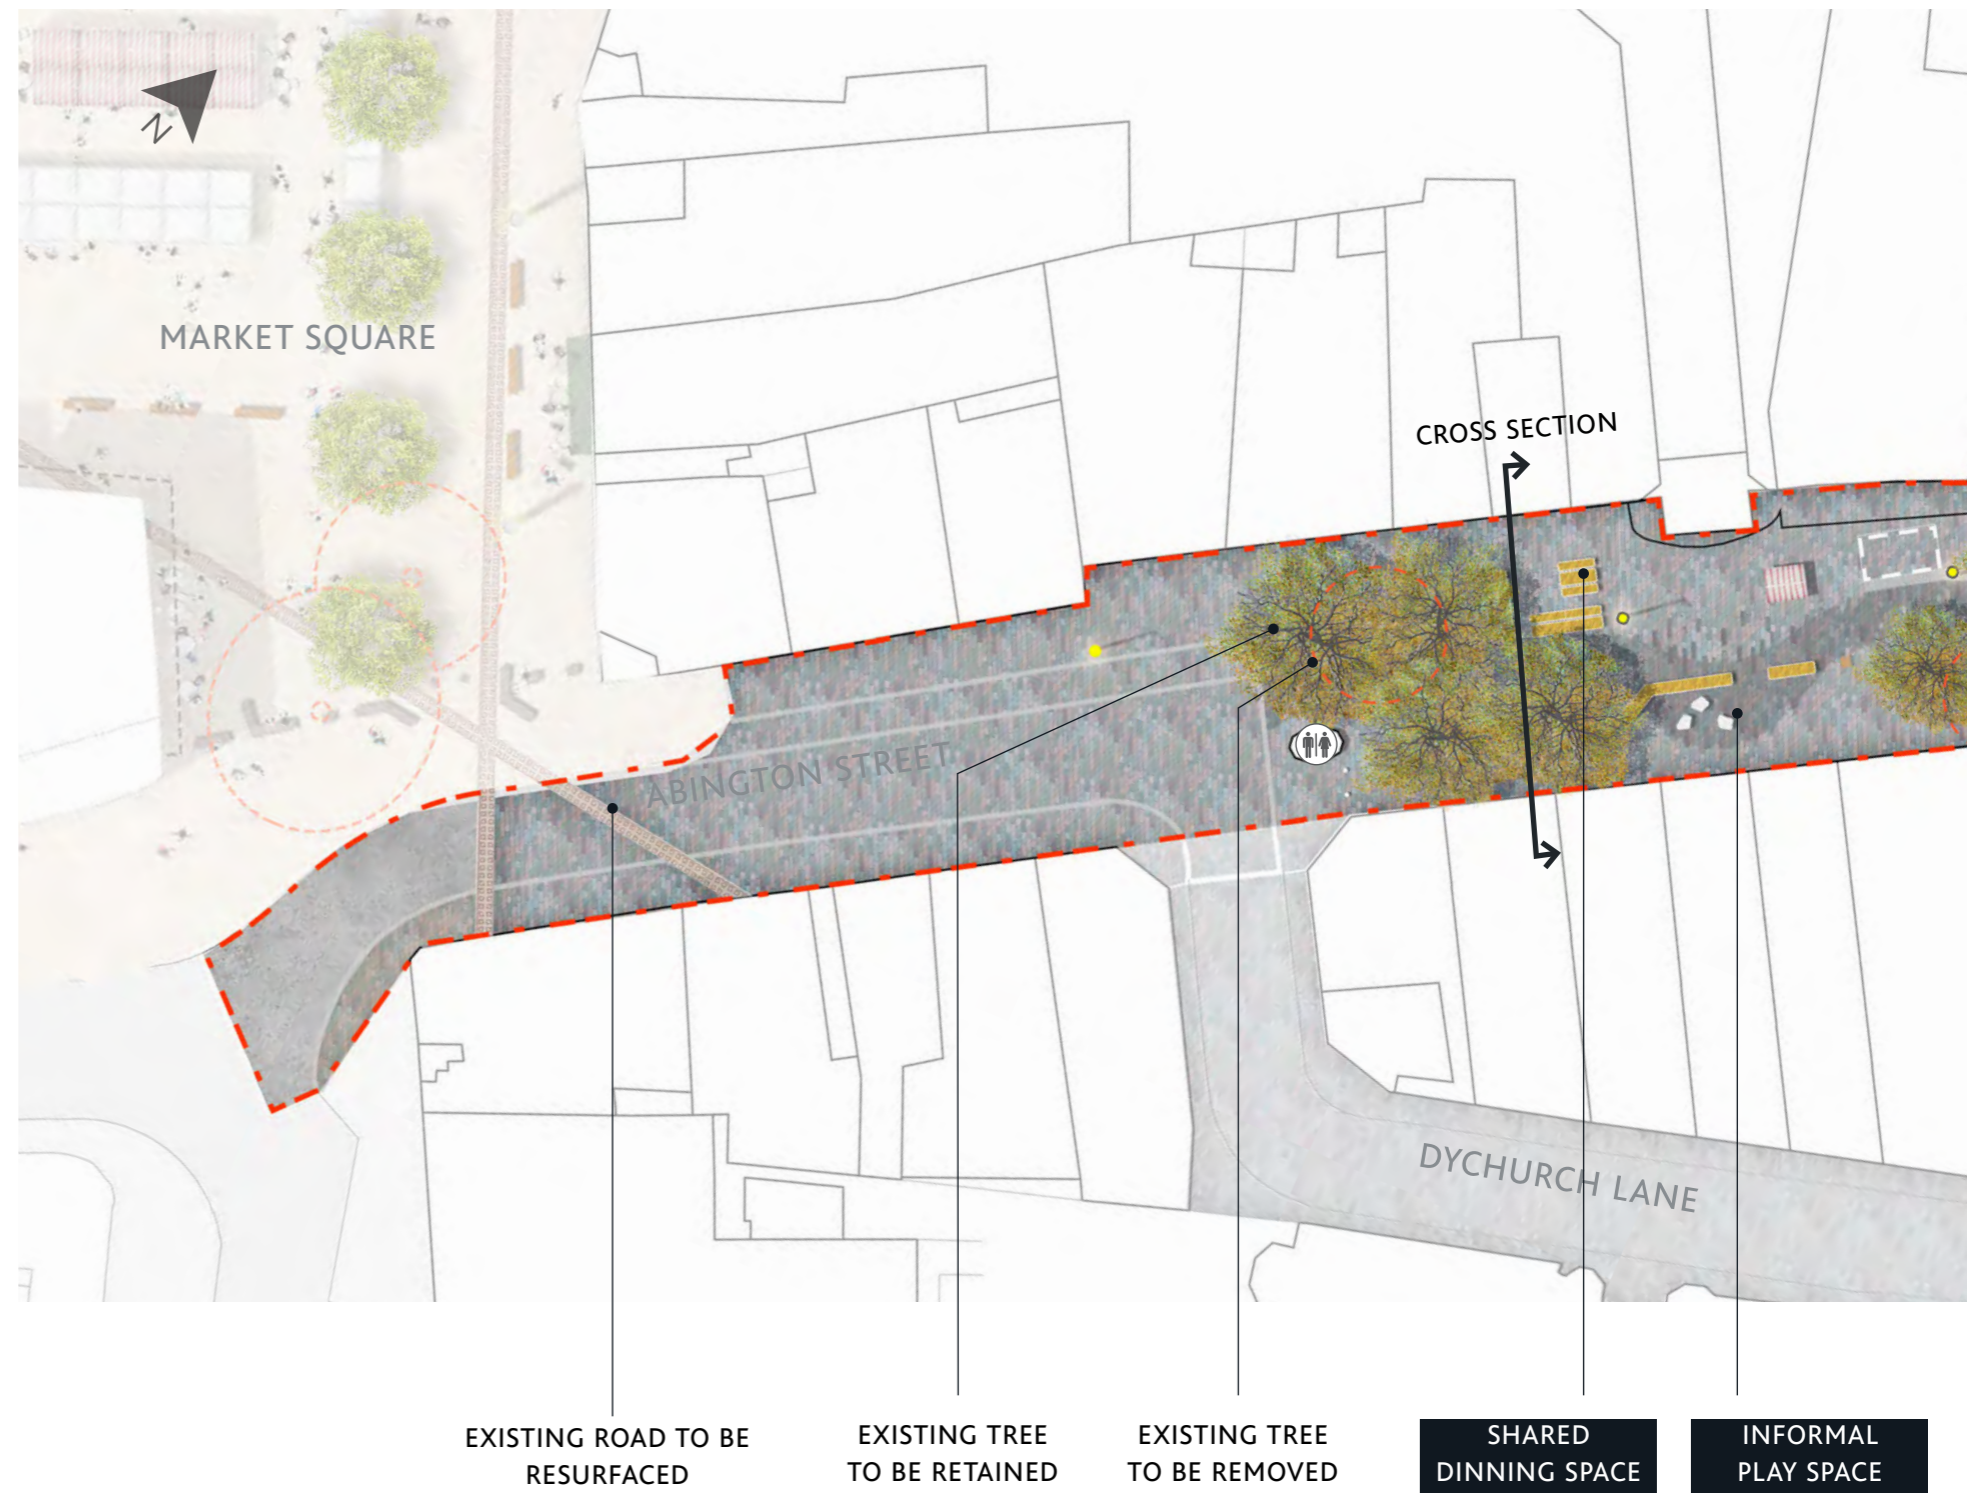 N
MARKET SQUARE
CROSS SECTION
ABINGTON STREET
DYCHURCH LANE
EXISTING ROAD TO BE
RESURFACED
EXISTING TREE
TO BE RETAINED
EXISTING TREE
TO BE REMOVED
SHARED
DINNING SPACE
INFORMAL
PLAY SPACE